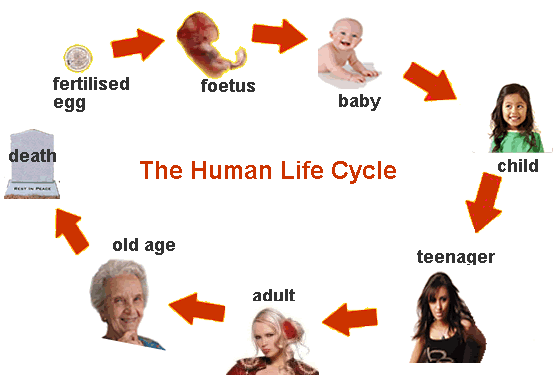 fertilised
egg
foetus
baby
child
teenager
adult
old age
death
REST IN PEACE
The Human Life Cycle